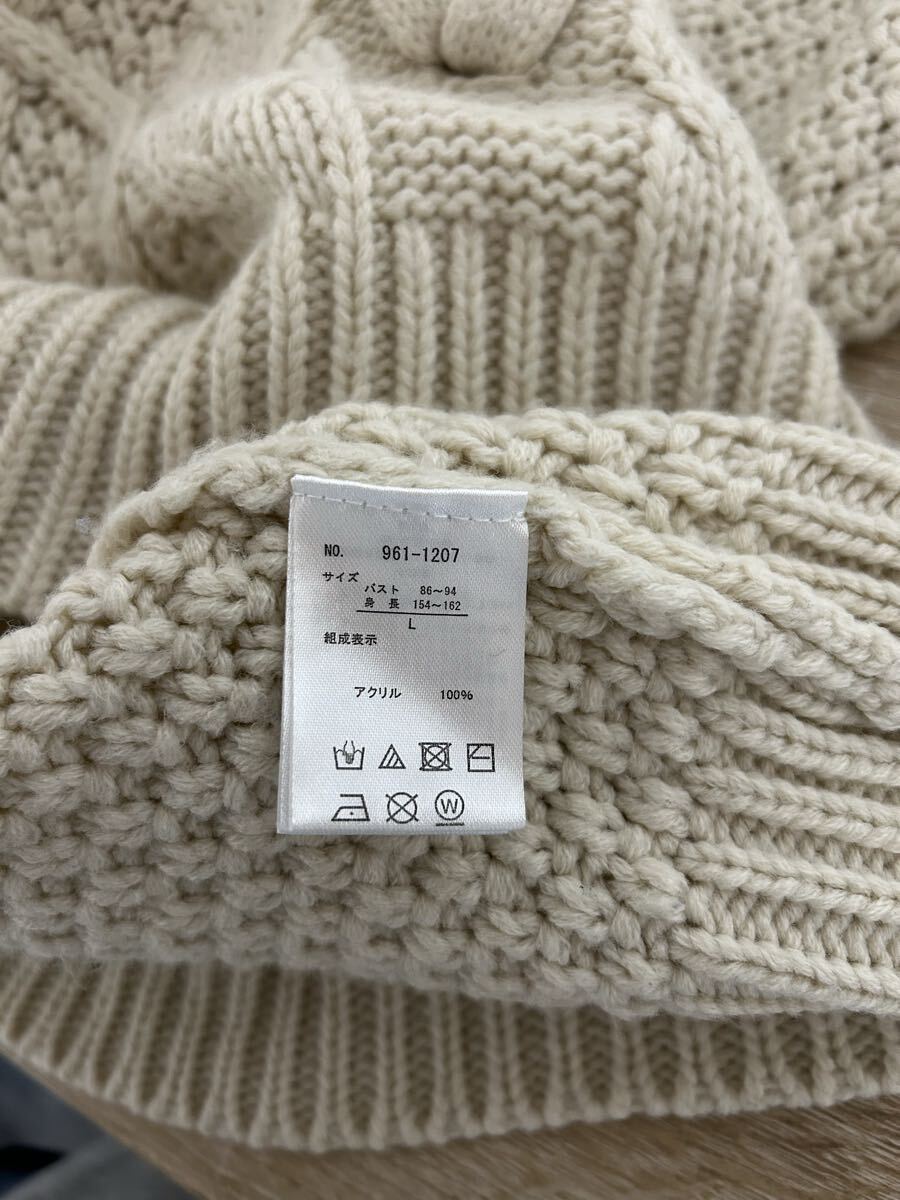 NO. 961-1207
サイズ
バスト 86～94
身長 154～162
L
組成表示
アクリル 100%
W